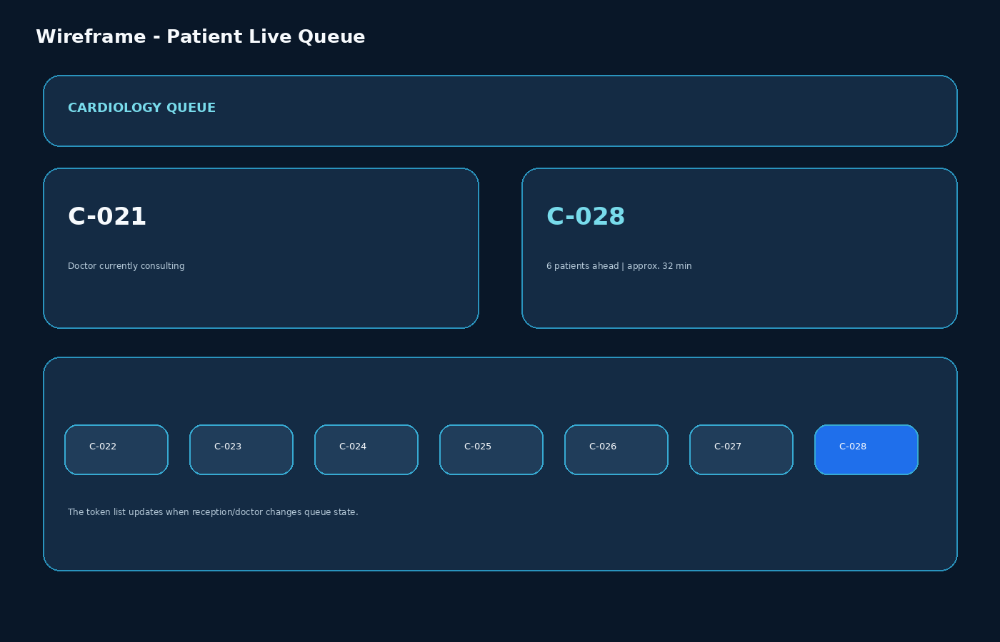 Wireframe - Patient Live Queue
CARDIOLOGY QUEUE
C-021
Doctor currently consulting
C-028
6 patients ahead | approx. 32 min
C-022
C-023
C-024
C-025
C-026
C-027
C-028
The token list updates when reception/doctor changes queue state.